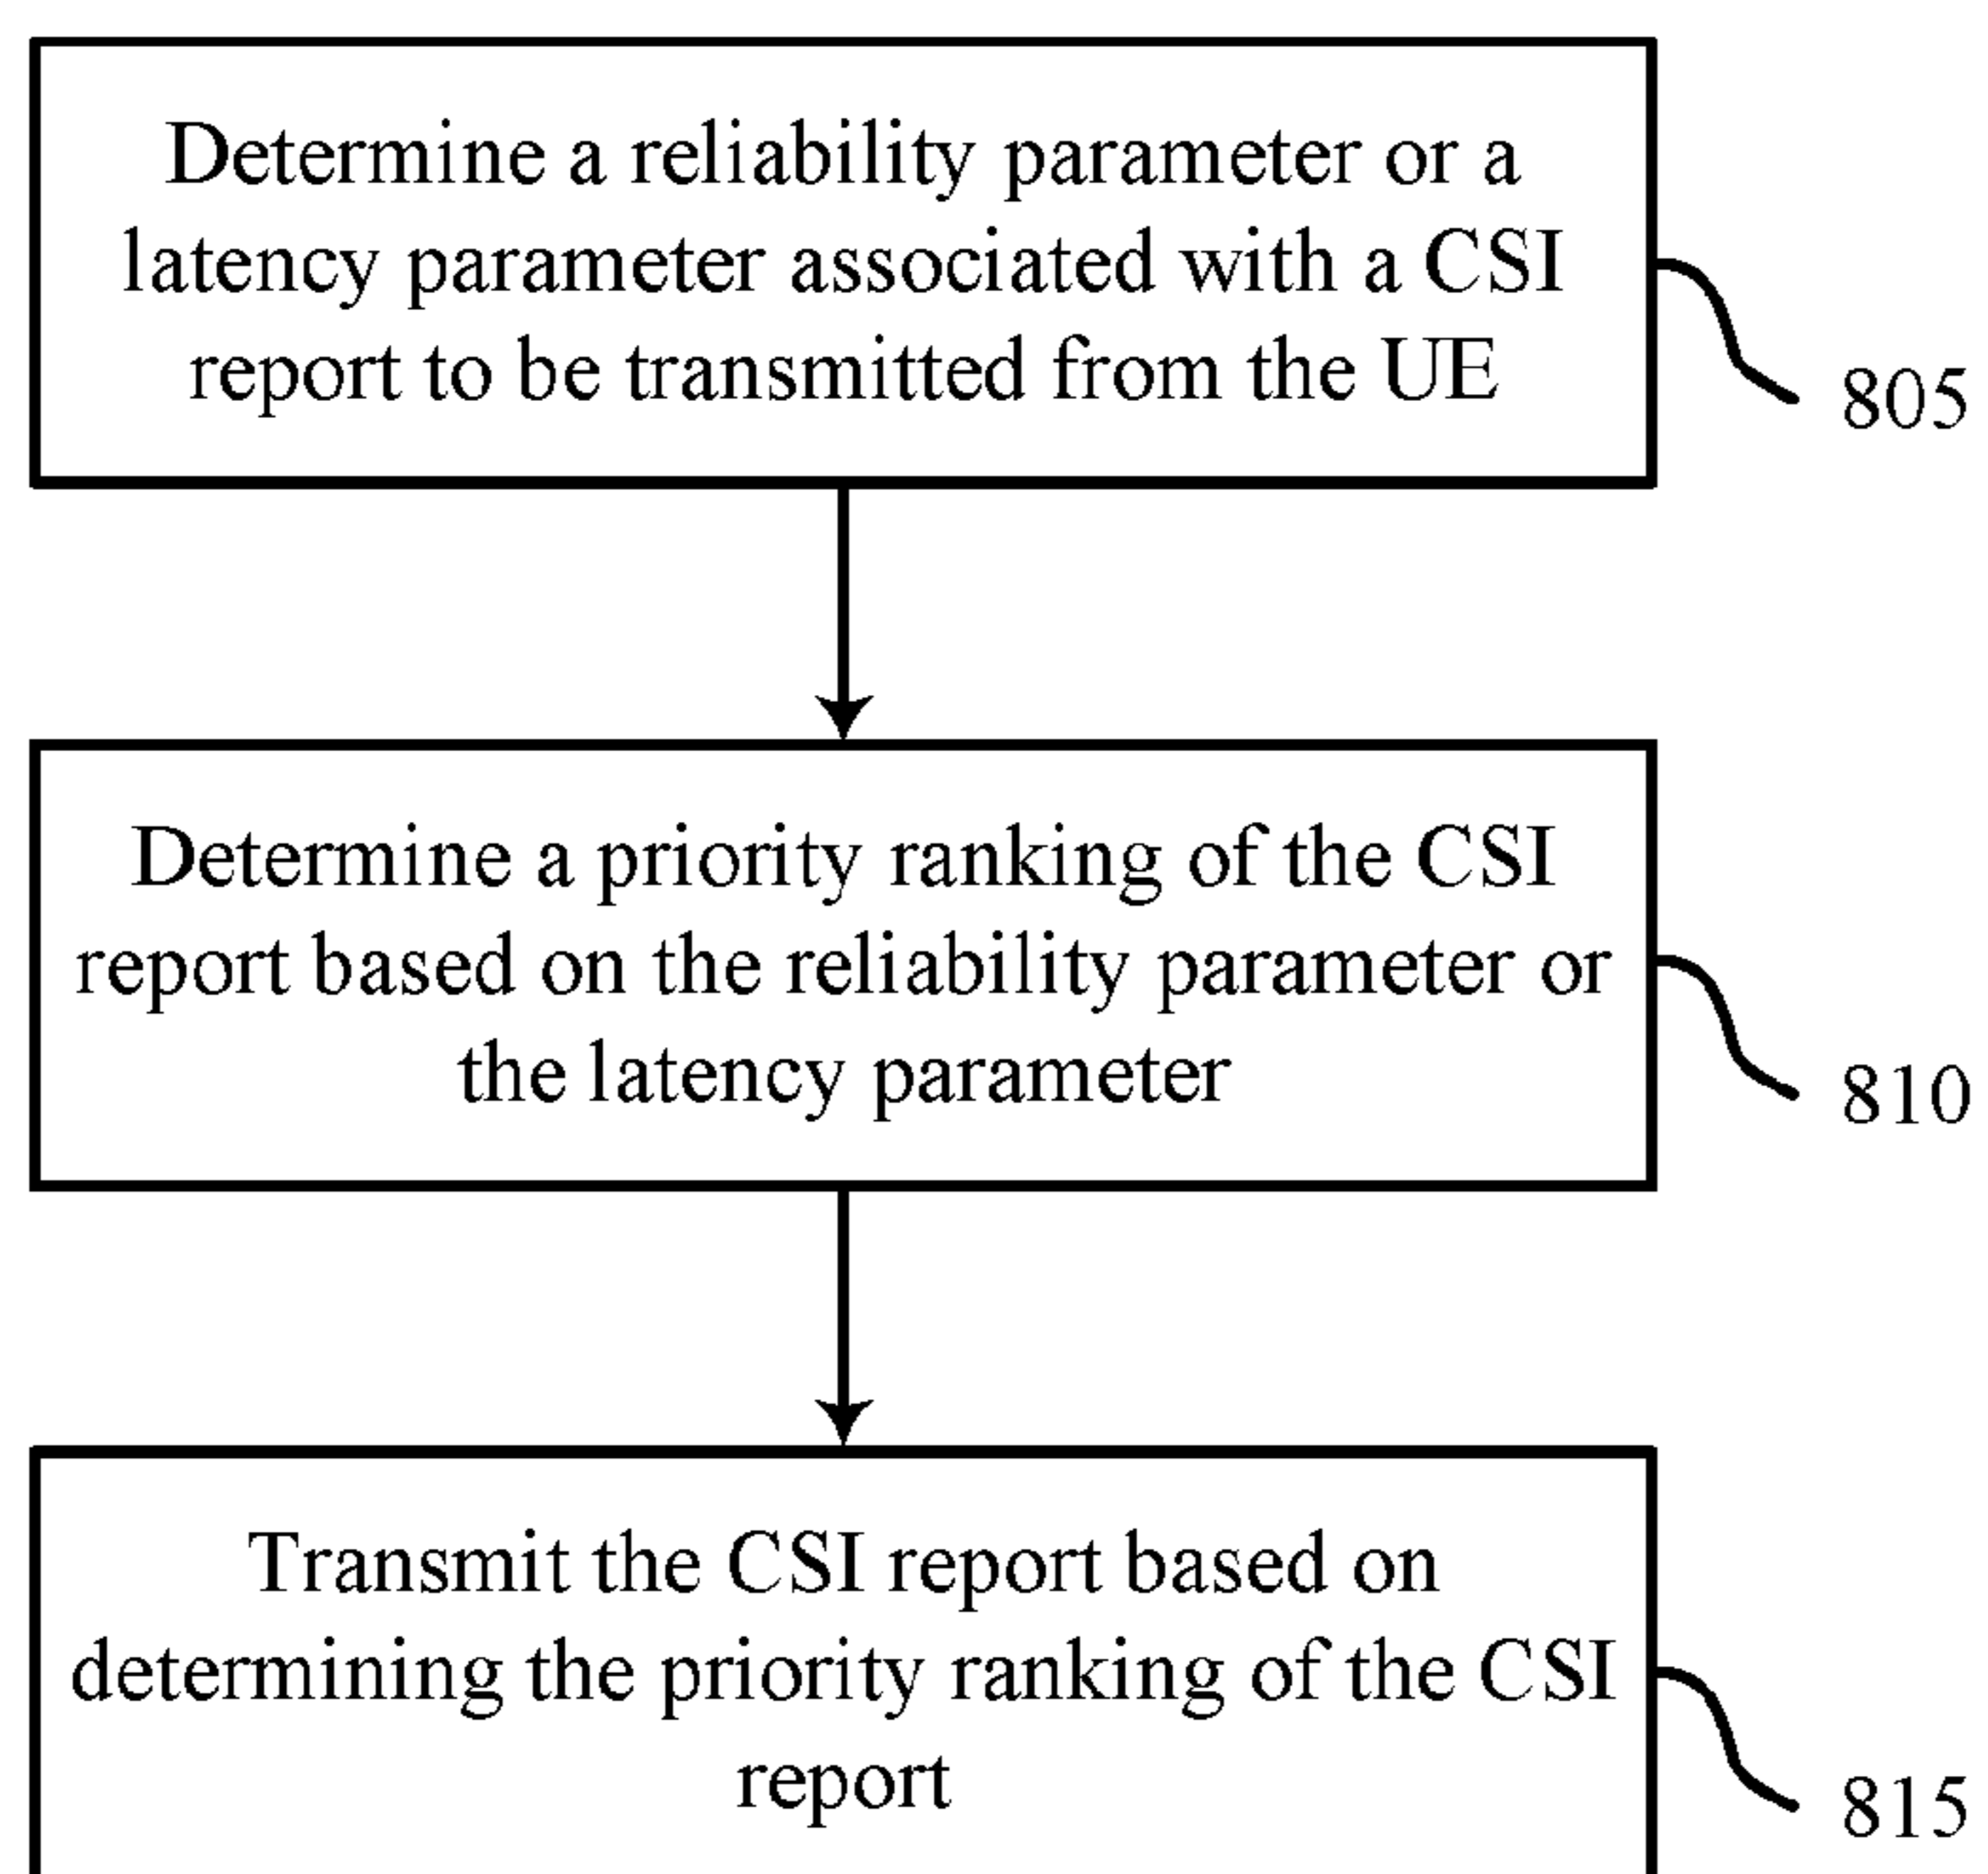 Determine a reliability parameter or a
latency parameter associated with a CSI
report to be transmitted from the UE
805
Determine a priority ranking of the CSI
report based on the reliability parameter or
the latency parameter
810
Transmit the CSI report based on
determining the priority ranking of the CSI
report
815